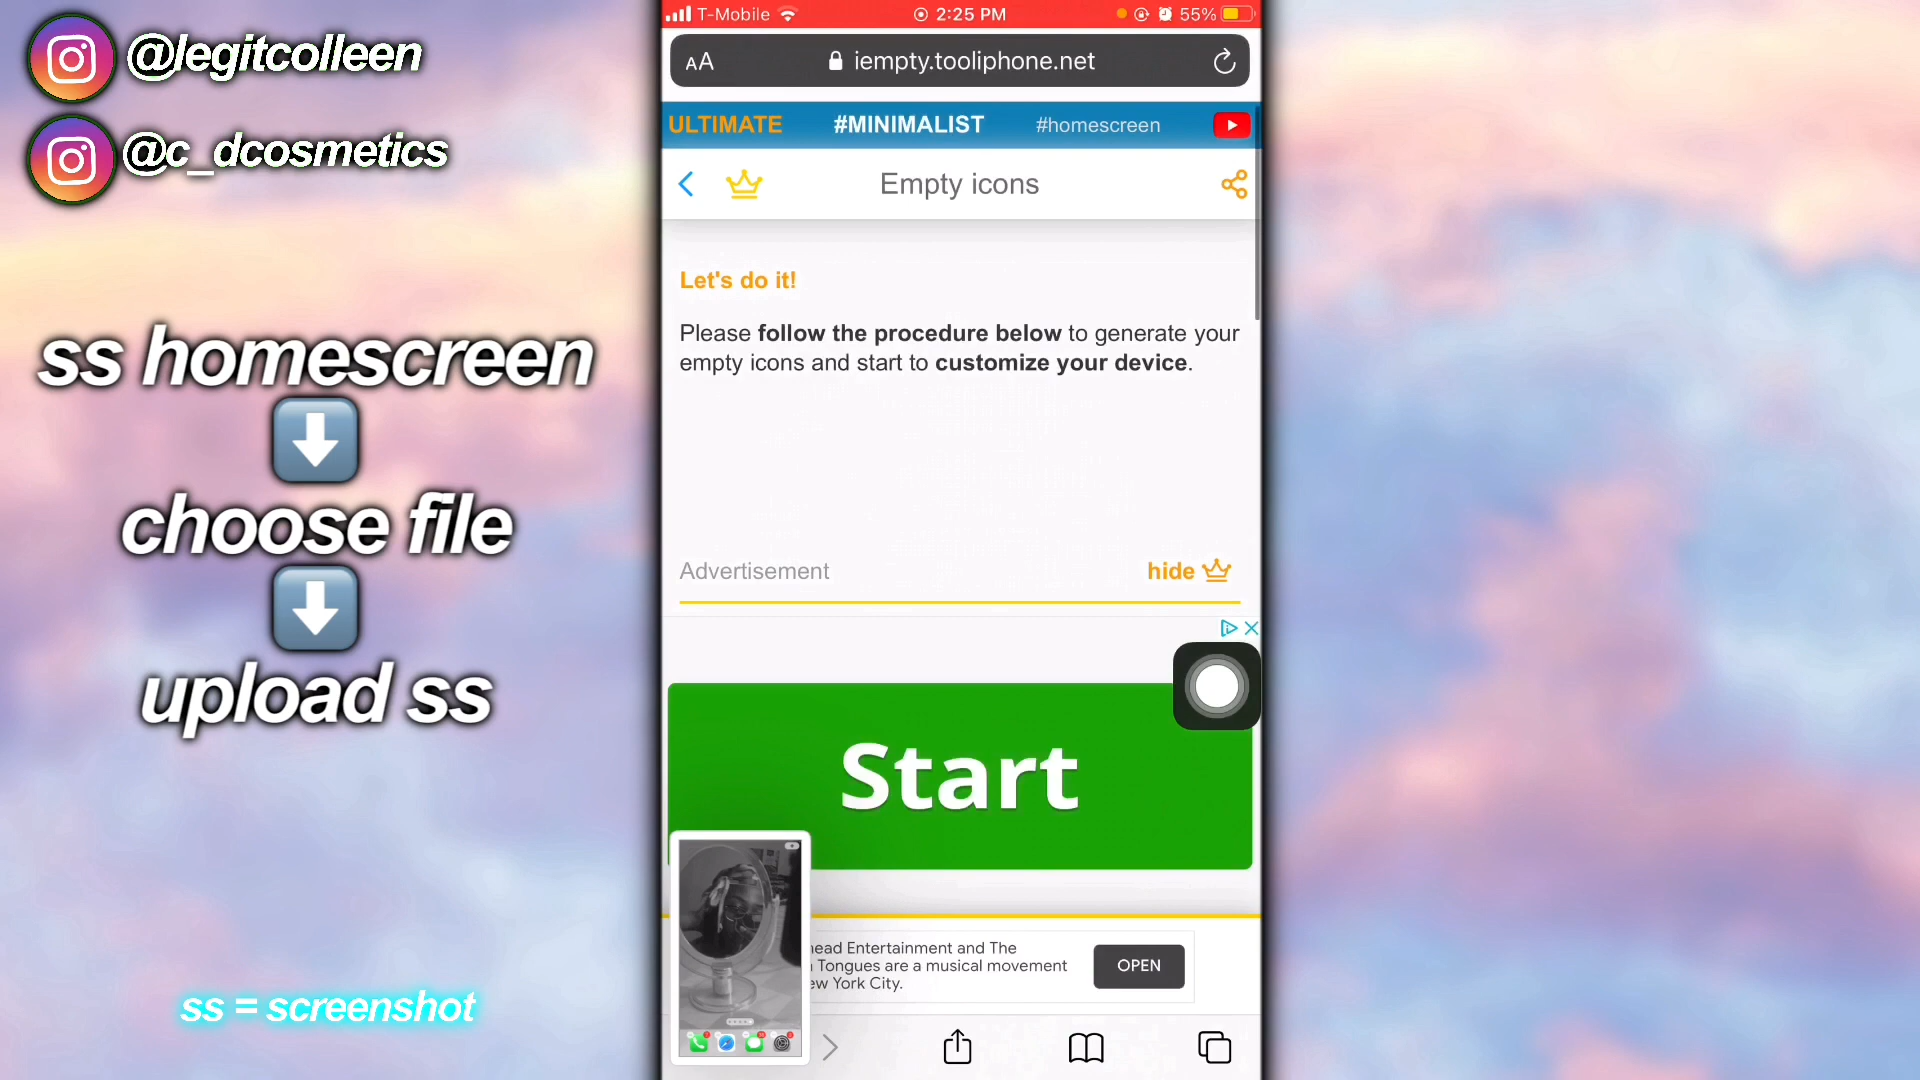 @legitcolleen
@c_dcosmetics
ss homescreen
choose file
upload ss
ss = screenshot
T-Mobile
2:25 PM
55%
AA
iempty.tooliphone.net
ULTIMATE #MINIMALIST #homescreen
Empty icons
Let's do it!
Please follow the procedure below to generate your
empty icons and start to customize your device.
Advertisement
hide
Start
Entertainment and The
Tongues are a musical movement
York City.
OPEN